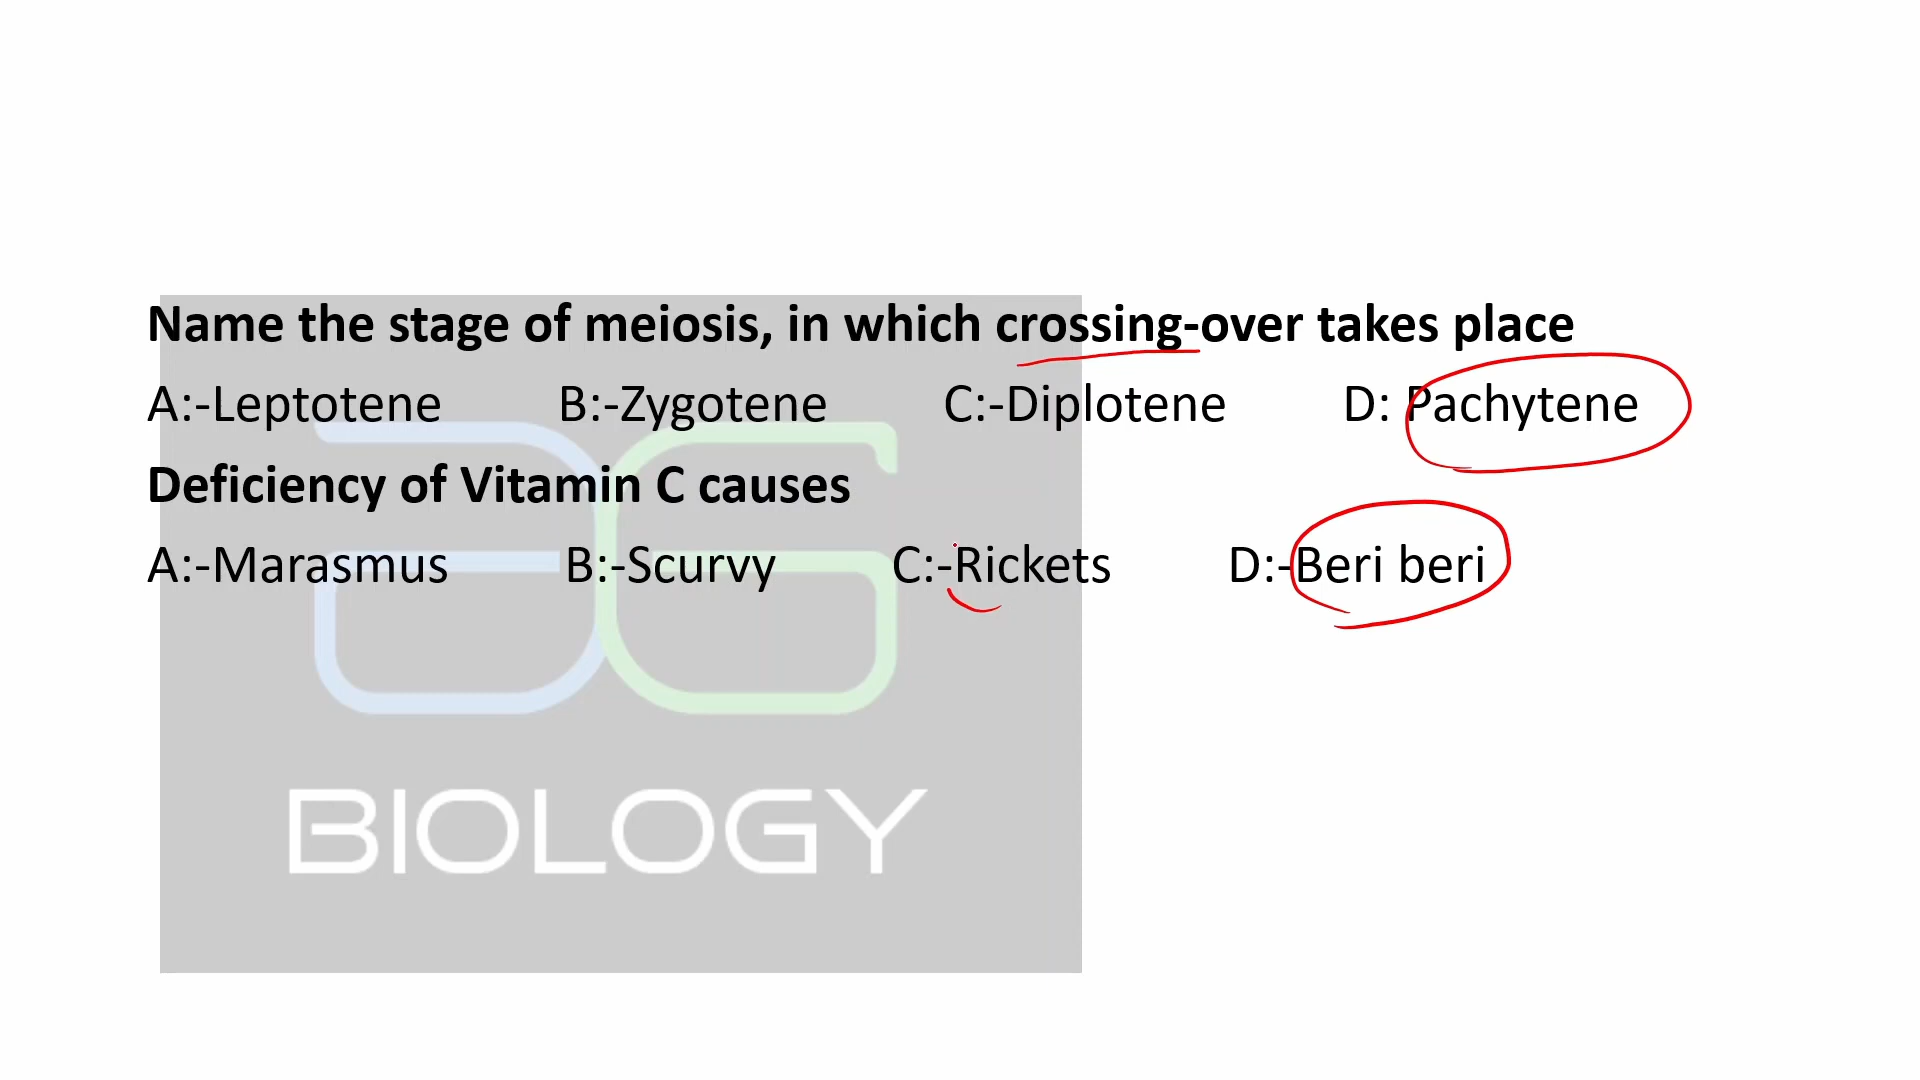 Name the stage of meiosis, in which crossing-over takes place
A:-Leptotene B:-Zygotene C:-Diplotene D: Pachytene
Deficiency of Vitamin C causes
A:-Marasmus B:-Scurvy C:-Rickets D:-Beri beri
BIOLOGY